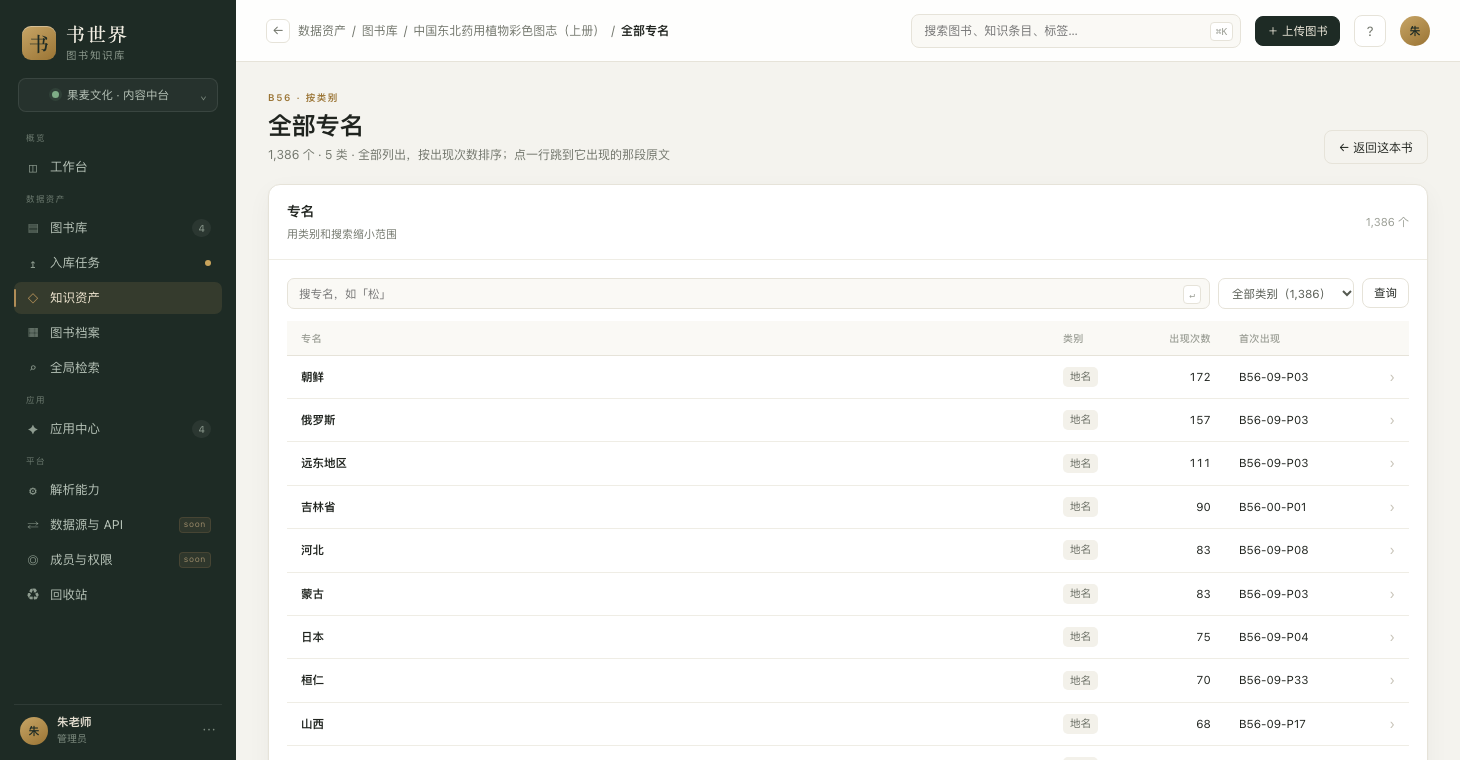 书 书世界
图书知识库
果麦文化 · 内容中台
概览
工作台
数据资产
图书库 4
入库任务
知识资产
图书档案
全局检索
应用
应用中心 4
平台
解析能力
数据源与 API soon
成员与权限 soon
回收站
朱 朱老师
管理员
← 数据资产 / 图书库 / 中国东北药用植物彩色图志（上册） / 全部专名
搜索图书、知识条目、标签… ⌘K
＋ 上传图书
?
朱
B56 · 按类别
全部专名
1,386 个 · 5 类 · 全部列出，按出现次数排序；点一行跳到它出现的那段原文
← 返回这本书
专名
用类别和搜索缩小范围
1,386 个
搜专名，如「松」 ↵
全部类别（1,386）
查询
专名 类别 出现次数 首次出现
朝鲜 地名 172 B56-09-P03 ›
俄罗斯 地名 157 B56-09-P03 ›
远东地区 地名 111 B56-09-P03 ›
吉林省 地名 90 B56-00-P01 ›
河北 地名 83 B56-09-P08 ›
蒙古 地名 83 B56-09-P03 ›
日本 地名 75 B56-09-P04 ›
桓仁 地名 70 B56-09-P33 ›
山西 地名 68 B56-09-P17 ›